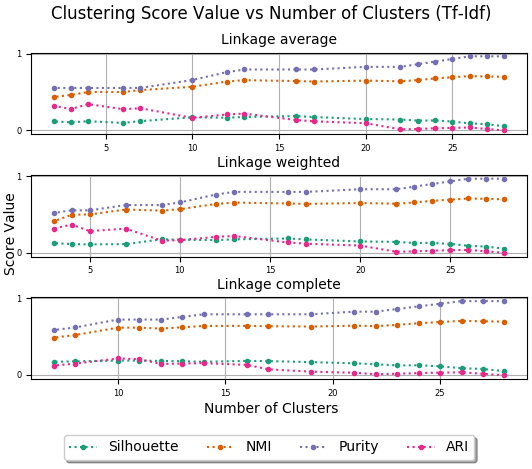 Clustering Score Value vs Number of Clusters (Tf-Idf)
Linkage average
1
0
5 10 15 20 25
Linkage weighted
1
0
5 10 15 20 25
Score Value
Linkage complete
1
0
10 15 20 25
Number of Clusters
Silhouette NMI Purity ARI